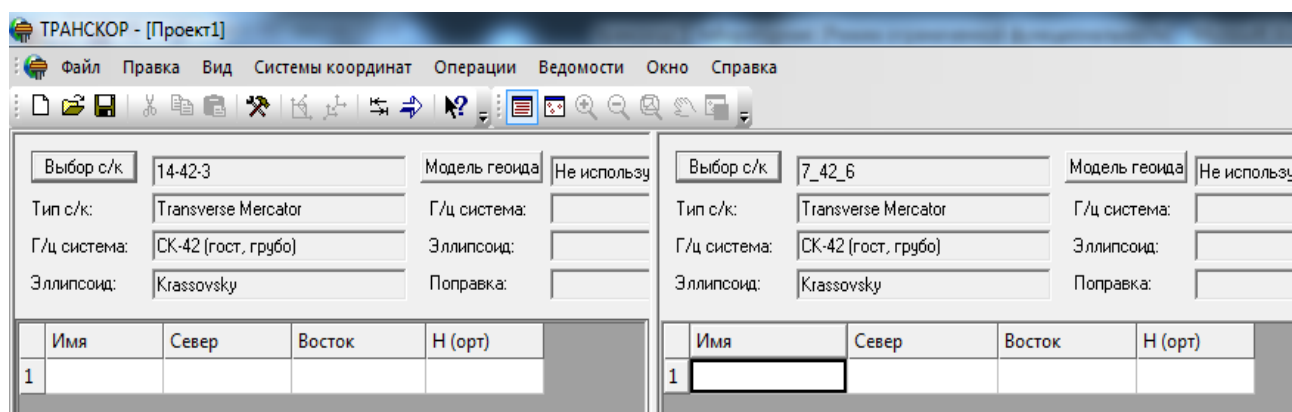 ТРАНСКОР - [Проект1]
Файл Правка Вид Системы координат Операции Ведомости Окно Справка
Выбор с/к 14-42-3 Модель геоида Не использу Выбор с/к 7_42_6 Модель геоида Не использу
Тип с/к: Transverse Mercator Г/ц система: Тип с/к: Transverse Mercator Г/ц система:
Г/ц система: СК-42 (гост, грубо) Эллипсоид: Г/ц система: СК-42 (гост, грубо) Эллипсоид:
Эллипсоид: Krassovsky Поправка: Эллипсоид: Krassovsky Поправка:
Имя Север Восток H (орт) Имя Север Восток H (орт)
1 1